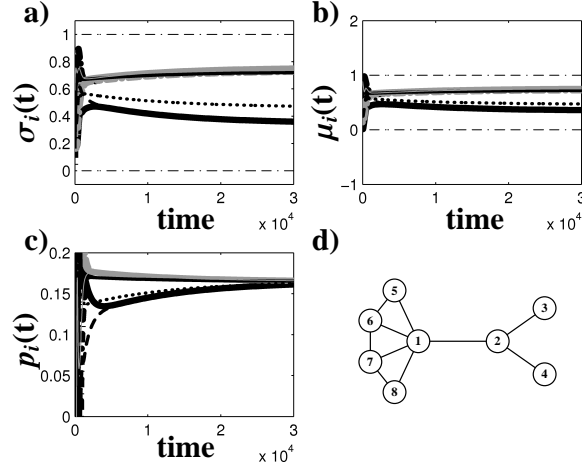 a)
σi(t)
1
0.8
0.6
0.4
0.2
0
0 1 2 3
time
x 10^4
b)
μi(t)
2
1
0
−1
0 1 2 3
time
x 10^4
c)
pi(t)
0.2
0.15
0.1
0.05
0
0 1 2 3
time
x 10^4
d)
5
3
6
1
2
7
4
8